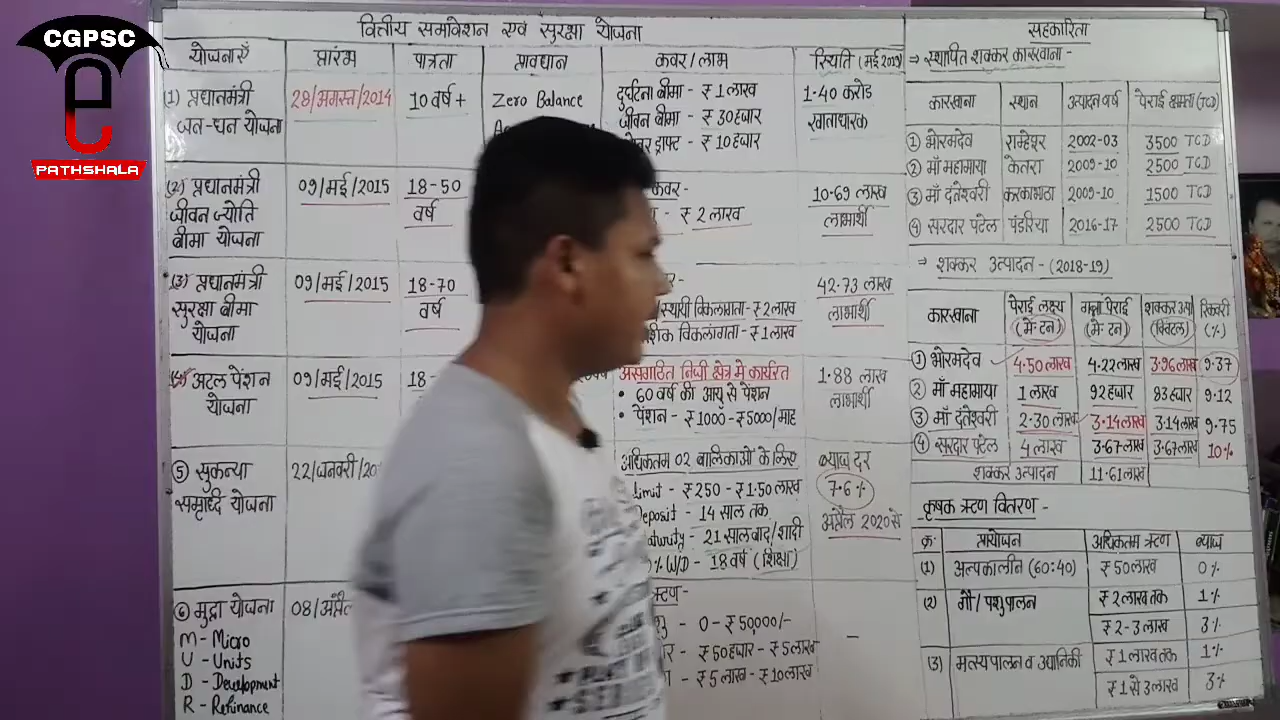 CGPSC
PATHSHALA
वित्तीय समावेशन एवं सुरक्षा योजना
योजनाएँ प्रारंभ पात्रता प्रावधान कवर/लाभ स्थिति (मई 2019)
(1) प्रधानमंत्री जन-धन योजना
28/अगस्त/2014
10 वर्ष +
Zero Balance
दुर्घटना बीमा - ₹ 1 लाख
जीवन बीमा - ₹ 30 हजार
ड्राफ्ट - ₹ 10 हजार
1.40 करोड़
खाताधारक
(2) प्रधानमंत्री
जीवन ज्योति
बीमा योजना
09/मई/2015
18-50
वर्ष
कवर-
- ₹ 2 लाख
10.69 लाख
लाभार्थी
(3) प्रधानमंत्री
सुरक्षा बीमा
योजना
09/मई/2015
18-70
वर्ष
स्थायी विकलांगता - ₹ 2 लाख
विकलांगता - ₹ 1 लाख
42.73 लाख
लाभार्थी
(4) अटल पेंशन
योजना
09/मई/2015
18-
असंगठित निजी क्षेत्र मे कार्यरत
• 60 वर्ष की आयु से पेंशन
• पेंशन - ₹ 1000 - ₹ 5000/माह
1.88 लाख
लाभार्थी
⑤ सुकन्या
समृध्दि योजना
22/जनवरी/20
अधिकतम 02 बालिकाओं के लिए
limit - ₹ 250 - ₹ 1.50 लाख
Deposit - 14 साल तक
21 साल बाद/शादी
% W/D - 18 वर्ष (शिक्षा)
ब्याज दर
7.6 %
अप्रैल 2020 से
⑥ मुद्रा योजना
M - Micro
U - Units
D - Development
R - Refinance
08/अप्रैल
ऋण-
0 - ₹ 50,000/-
- ₹ 50 हजार - ₹ 5 लाख
- ₹ 5 लाख - ₹ 10 लाख
-
सहकारिता
→ स्थापित शक्कर कारखाना -
कारखाना स्थान उत्पादन वर्ष पेराई क्षमता (TCD)
① भोरमदेव राम्हेपुर 2002-03 3500 TCD
② माँ महामाया केतरा 2009-10 2500 TCD
③ माँ दंतेश्वरी करकाभाठा 2009-10 1500 TCD
④ सरदार पटेल पंडरिया 2016-17 2500 TCD
→ शक्कर उत्पादन - (2018-19)
कारखाना पेराई लक्ष्य (मे. टन) गन्ना पेराई (मे. टन) शक्कर उत्पा (क्विंटल) रिकवरी (%)
① भोरमदेव 4.50 लाख 4.22 लाख 3.96 लाख 9.37
② माँ महामाया 1 लाख 92 हजार 83 हजार 9.12
③ माँ दंतेश्वरी 2.30 लाख 3.14 लाख 3.14 लाख 9.75
④ सरदार पटेल 4 लाख 3.67 लाख 3.67 लाख 10%
शक्कर उत्पादन 11.61 लाख
कृषक ऋण वितरण -
क्र. प्रायोजन अधिकतम ऋण ब्याज
(1) अल्पकालीन (60:40) ₹ 50 लाख 0 %
(2) गौ/पशुपालन ₹ 2 लाख तक 1 %
₹ 2-3 लाख 3 %
(3) मत्स्यपालन व उद्यानिकी ₹ 1 लाख तक 1 %
₹ 1 से 3 लाख 3 %